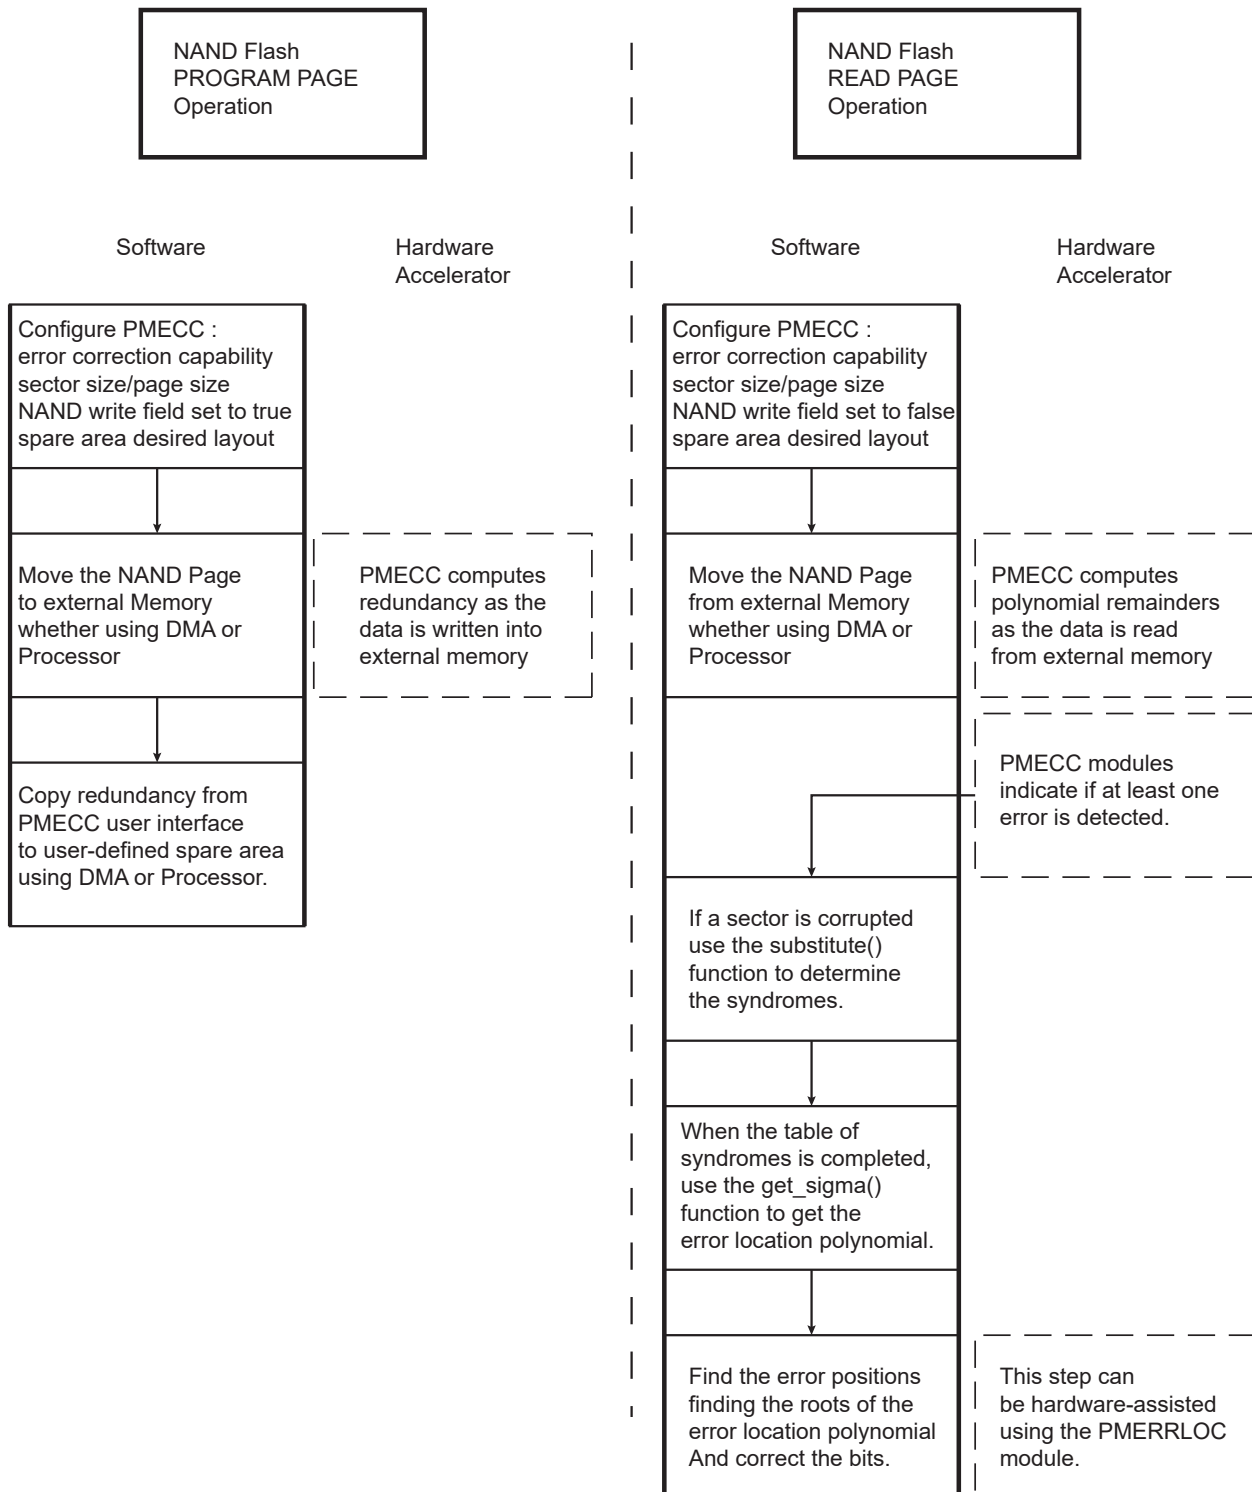 NAND Flash
PROGRAM PAGE
Operation
Software
Hardware
Accelerator
Configure PMECC :
error correction capability
sector size/page size
NAND write field set to true
spare area desired layout
Move the NAND Page
to external Memory
whether using DMA or
Processor
PMECC computes
redundancy as the
data is written into
external memory
Copy redundancy from
PMECC user interface
to user-defined spare area
using DMA or Processor.
NAND Flash
READ PAGE
Operation
Software
Hardware
Accelerator
Configure PMECC :
error correction capability
sector size/page size
NAND write field set to false
spare area desired layout
Move the NAND Page
from external Memory
whether using DMA or
Processor
PMECC computes
polynomial remainders
as the data is read
from external memory
PMECC modules
indicate if at least one
error is detected.
If a sector is corrupted
use the substitute()
function to determine
the syndromes.
When the table of
syndromes is completed,
use the get_sigma()
function to get the
error location polynomial.
Find the error positions
finding the roots of the
error location polynomial
And correct the bits.
This step can
be hardware-assisted
using the PMERRLOC
module.